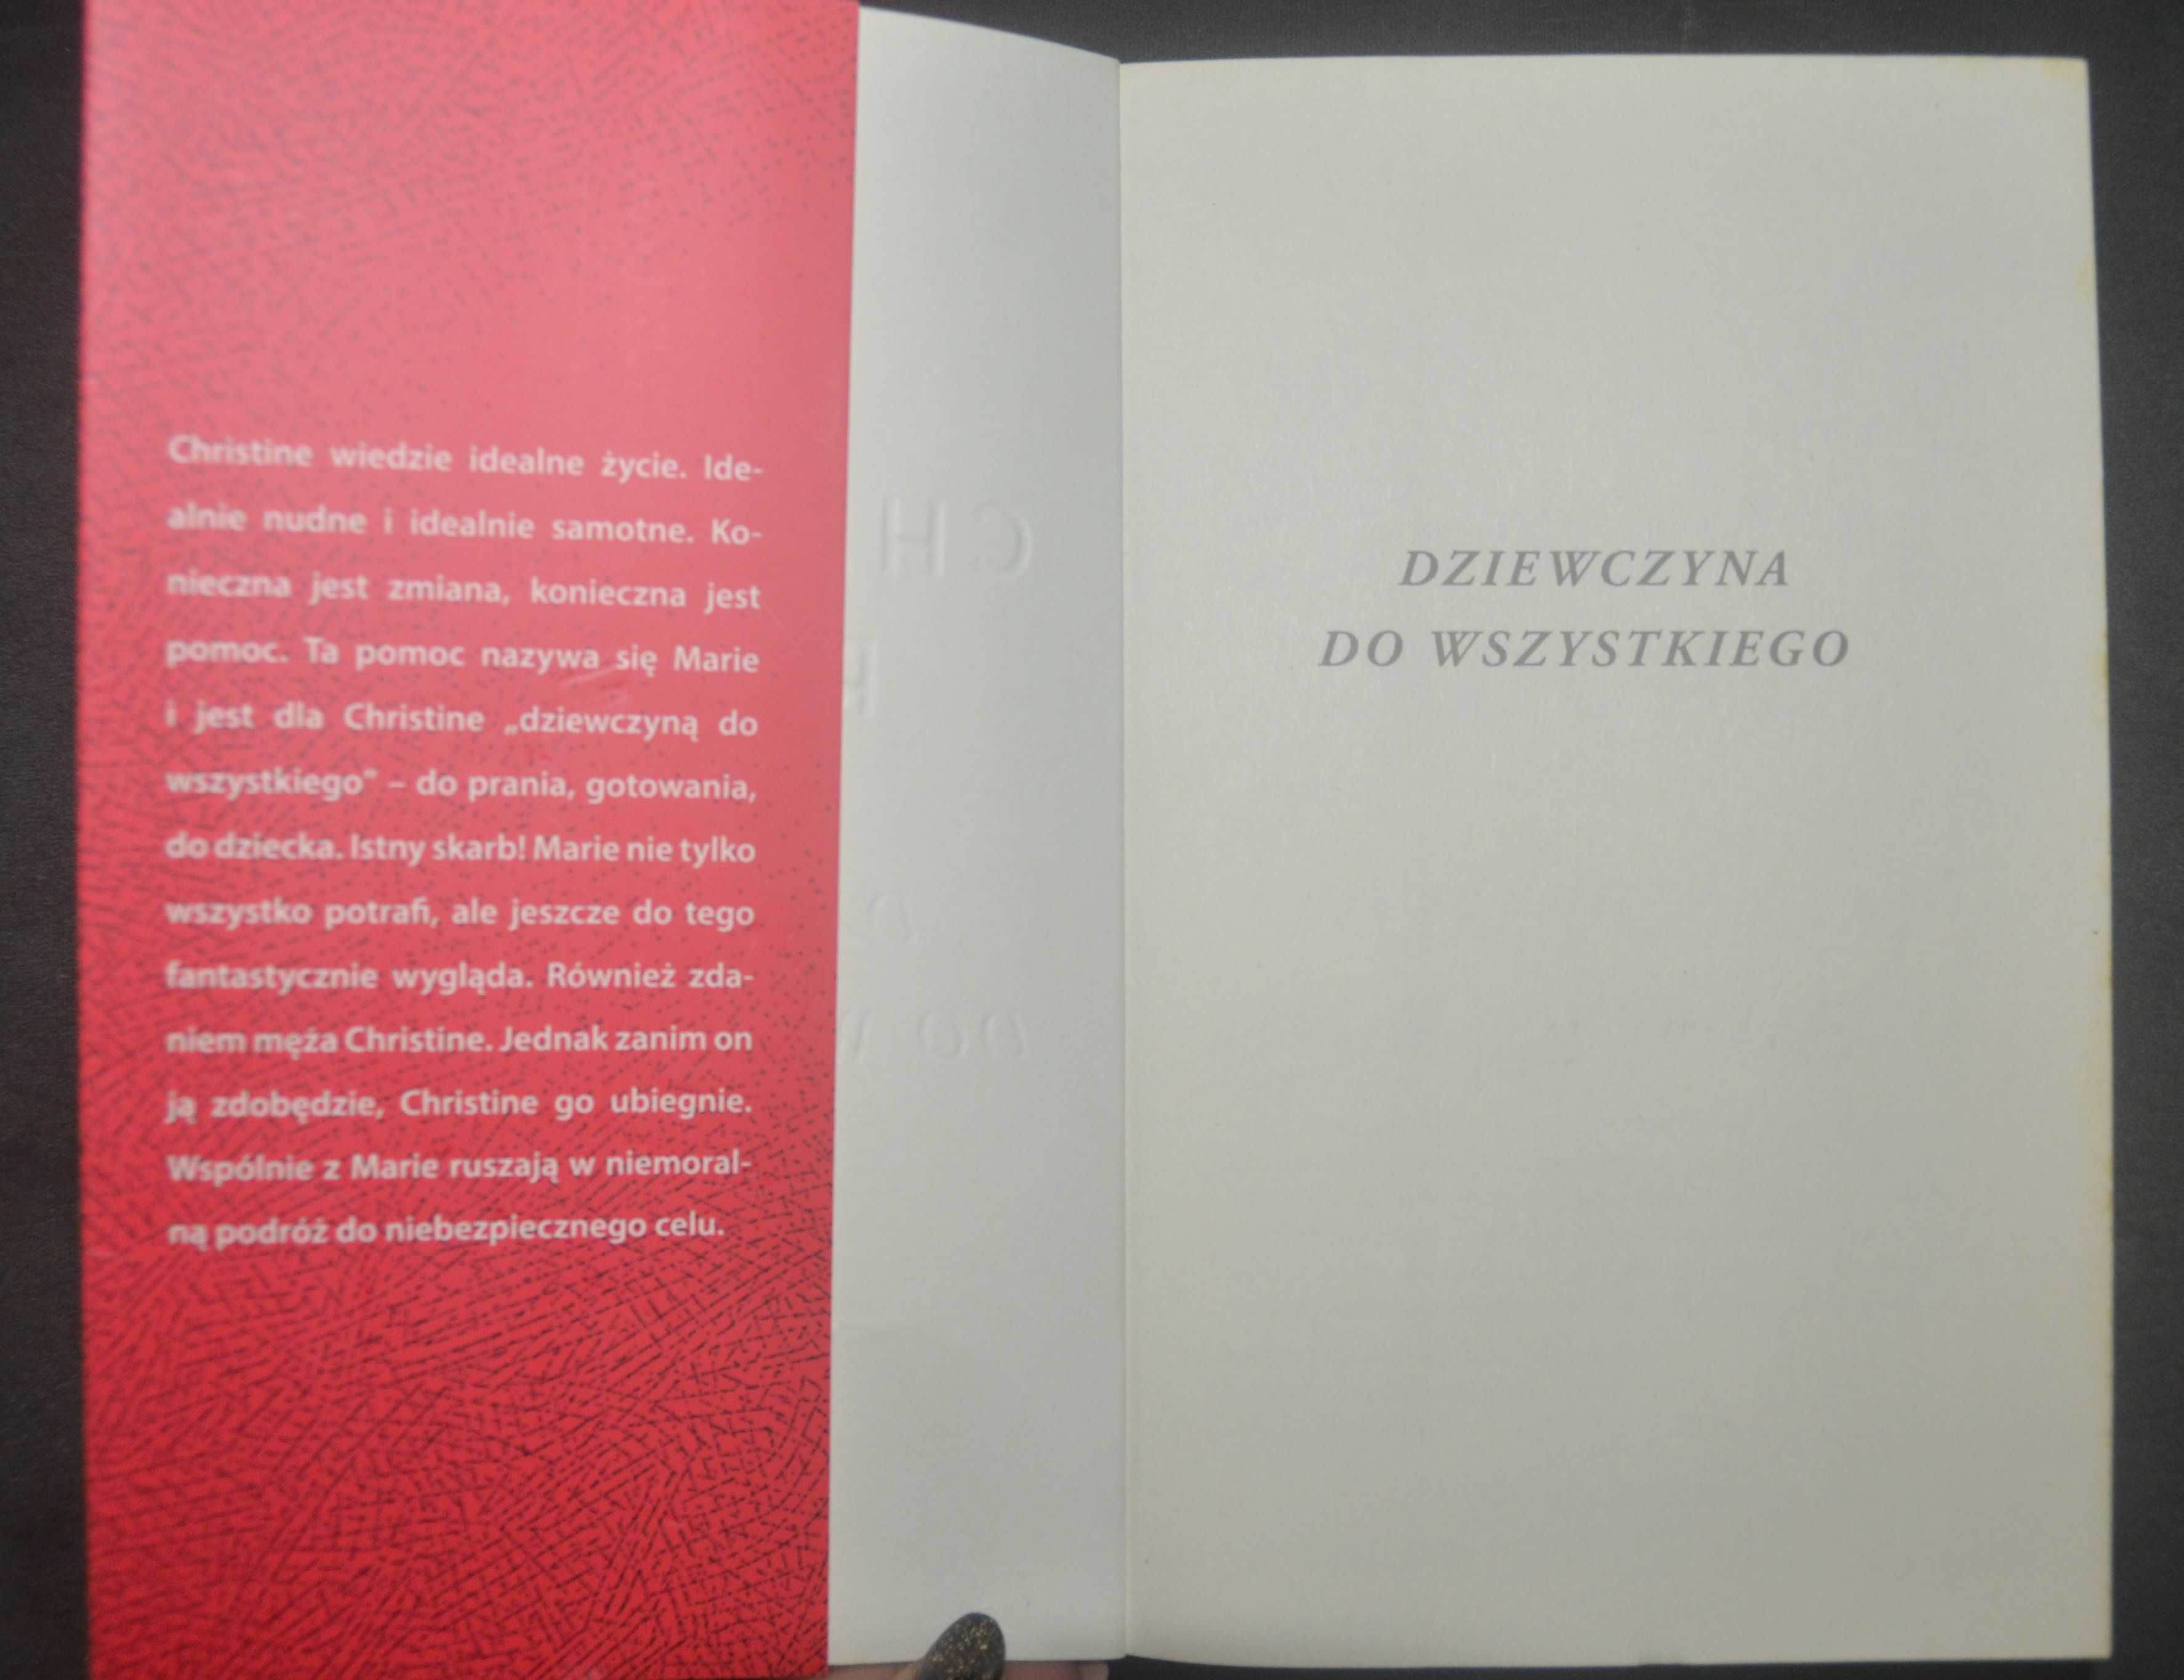 Christine wiedzie idealne życie. Ide-
alnie nudne i idealnie samotne. Ko-
nieczna jest zmiana, konieczna jest
pomoc. Ta pomoc nazywa się Marie
i jest dla Christine „dziewczyną do
wszystkiego" – do prania, gotowania,
do dziecka. Istny skarb! Marie nie tylko
wszystko potrafi, ale jeszcze do tego
fantastycznie wygląda. Również zda-
niem męża Christine. Jednak zanim on
ją zdobędzie, Christine go ubiegnie.
Wspólnie z Marie ruszają w niemoral-
ną podróż do niebezpiecznego celu.
CH
DO
DZIEWCZYNA
DO WSZYSTKIEGO